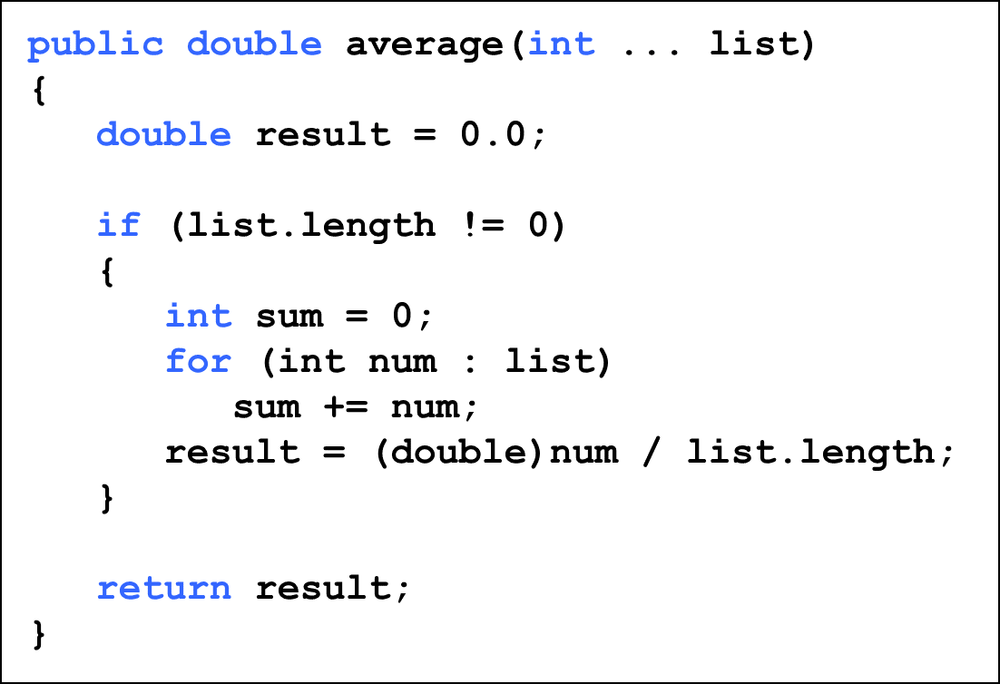 public double average(int ... list)
{
   double result = 0.0;

   if (list.length != 0)
   {
      int sum = 0;
      for (int num : list)
         sum += num;
      result = (double)num / list.length;
   }

   return result;
}